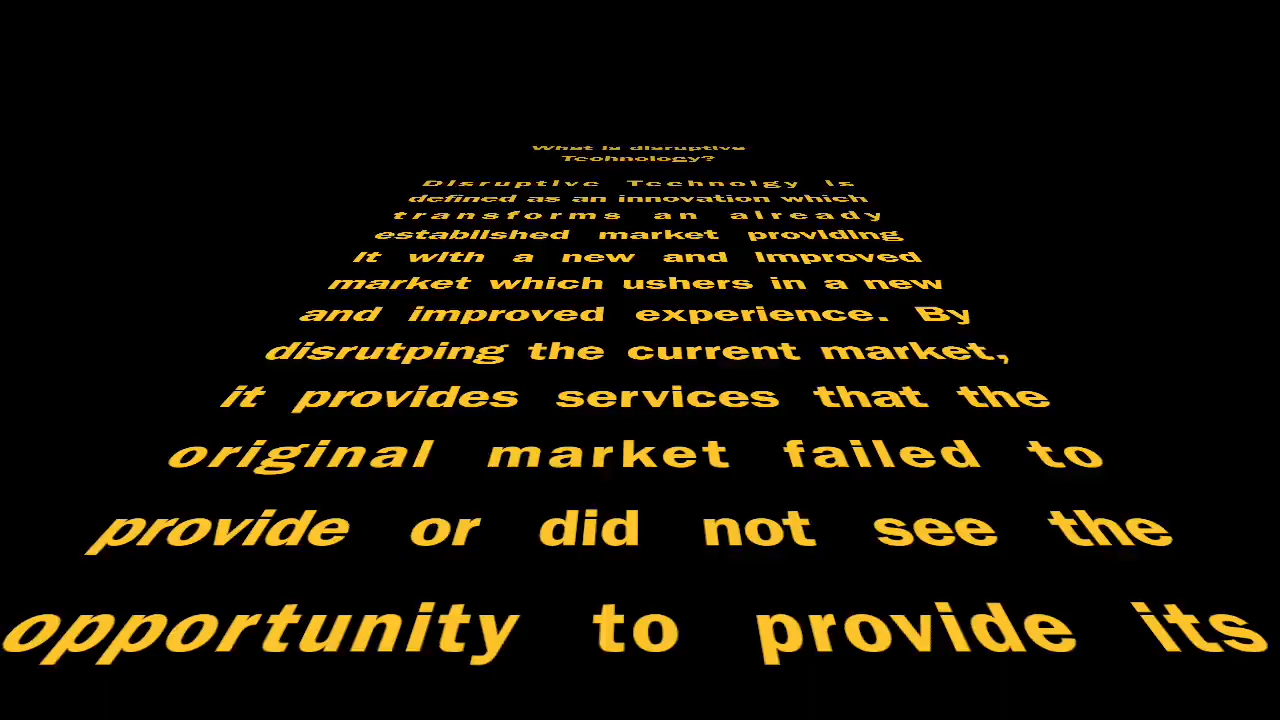 What is disruptive
Technology?
Disruptive Technolgy is
defined as an innovation which
transforms an already
established market providing
it with a new and improved
market which ushers in a new
and improved experience. By
disrutping the current market,
it provides services that the
original market failed to
provide or did not see the
opportunity to provide its